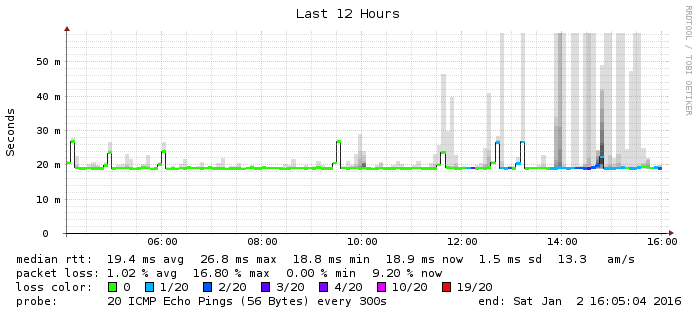 Last 12 Hours
RRDTOOL / TOBI OETIKER
Seconds
50 m
40 m
30 m
20 m
10 m
0
06:00 08:00 10:00 12:00 14:00 16:00
median rtt: 19.4 ms avg 26.8 ms max 18.8 ms min 18.9 ms now 1.5 ms sd 13.3 am/s
packet loss: 1.02 % avg 16.80 % max 0.00 % min 9.20 % now
loss color: 0 1/20 2/20 3/20 4/20 10/20 19/20
probe: 20 ICMP Echo Pings (56 Bytes) every 300s end: Sat Jan 2 16:05:04 2016